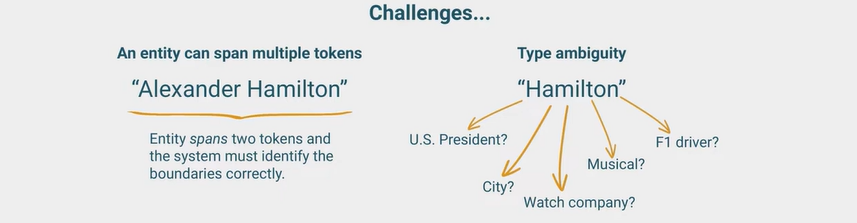 Challenges...
An entity can span multiple tokens
“Alexander Hamilton”
Entity spans two tokens and
the system must identify the
boundaries correctly.
Type ambiguity
“Hamilton”
U.S. President?
City?
Watch company?
Musical?
F1 driver?